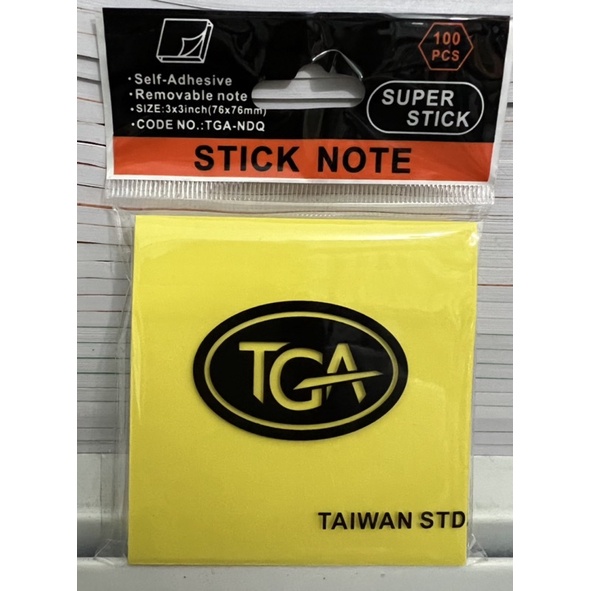 100
PCS
·Self-Adhesive
·Removable note
·SIZE:3x3inch(76x76mm)
·CODE NO.:TGA-NDQ
SUPER
STICK
STICK NOTE
TGA
TAIWAN STD